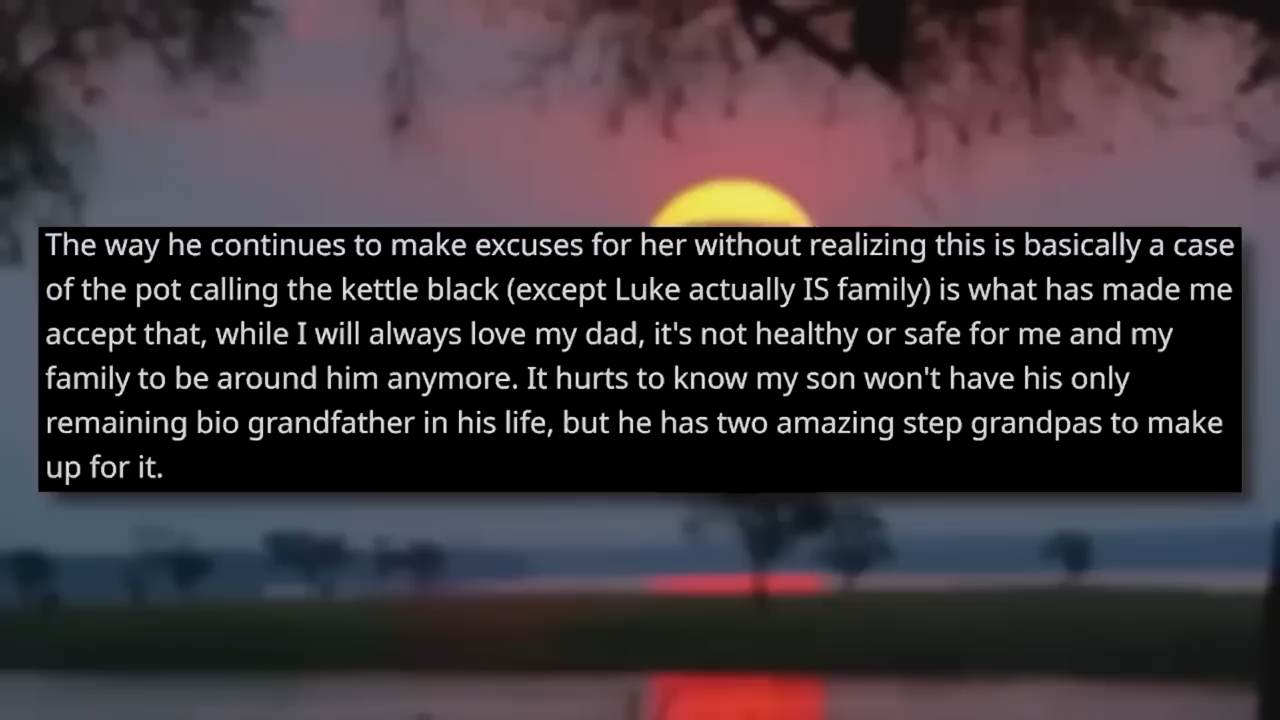 The way he continues to make excuses for her without realizing this is basically a case
of the pot calling the kettle black (except Luke actually IS family) is what has made me
accept that, while I will always love my dad, it's not healthy or safe for me and my
family to be around him anymore. It hurts to know my son won't have his only
remaining bio grandfather in his life, but he has two amazing step grandpas to make
up for it.